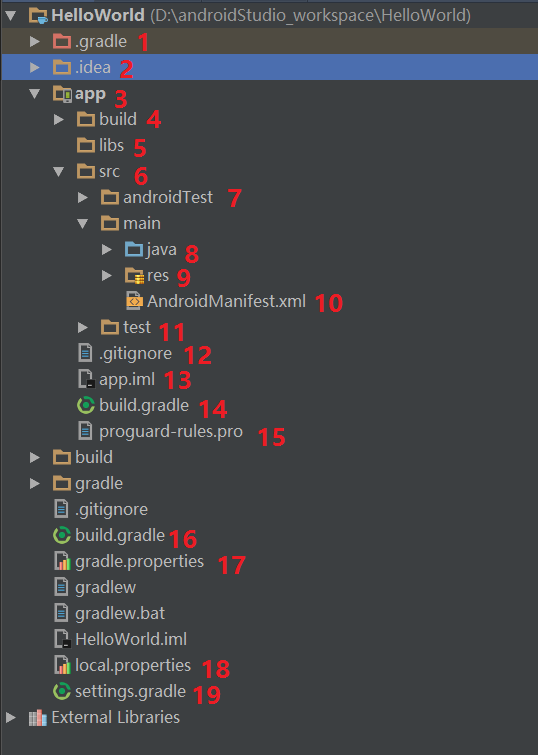 HelloWorld (D:\androidStudio_workspace\HelloWorld)
.gradle 1
.idea 2
app 3
build 4
libs 5
src 6
androidTest 7
main
java 8
res 9
AndroidManifest.xml 10
test 11
.gitignore 12
app.iml 13
build.gradle 14
proguard-rules.pro 15
build
gradle
.gitignore
build.gradle 16
gradle.properties 17
gradlew
gradlew.bat
HelloWorld.iml
local.properties 18
settings.gradle 19
External Libraries